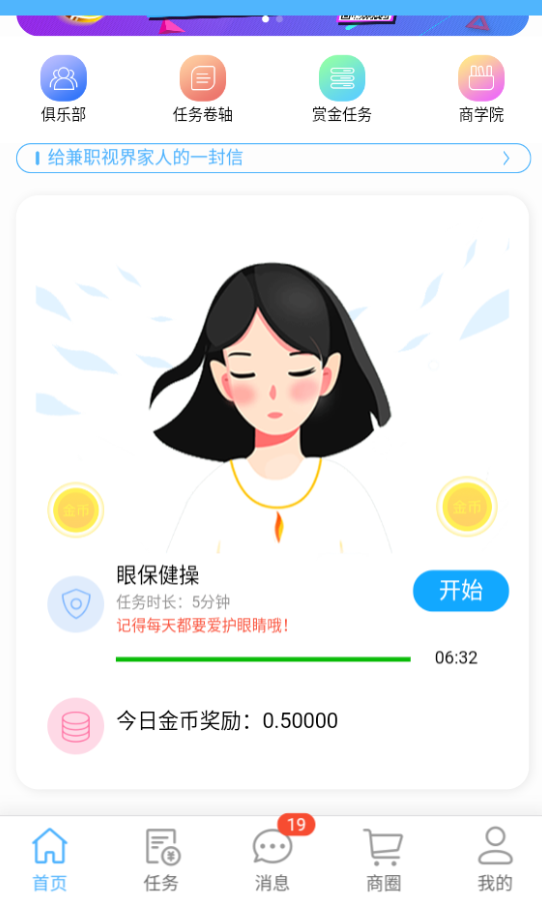 俱乐部
任务卷轴
赏金任务
商学院
给兼职视界家人的一封信
金币
金币
眼保健操
开始
任务时长：5分钟
记得每天都要爱护眼睛哦！
06:32
今日金币奖励：0.50000
19
首页
任务
消息
商圈
我的